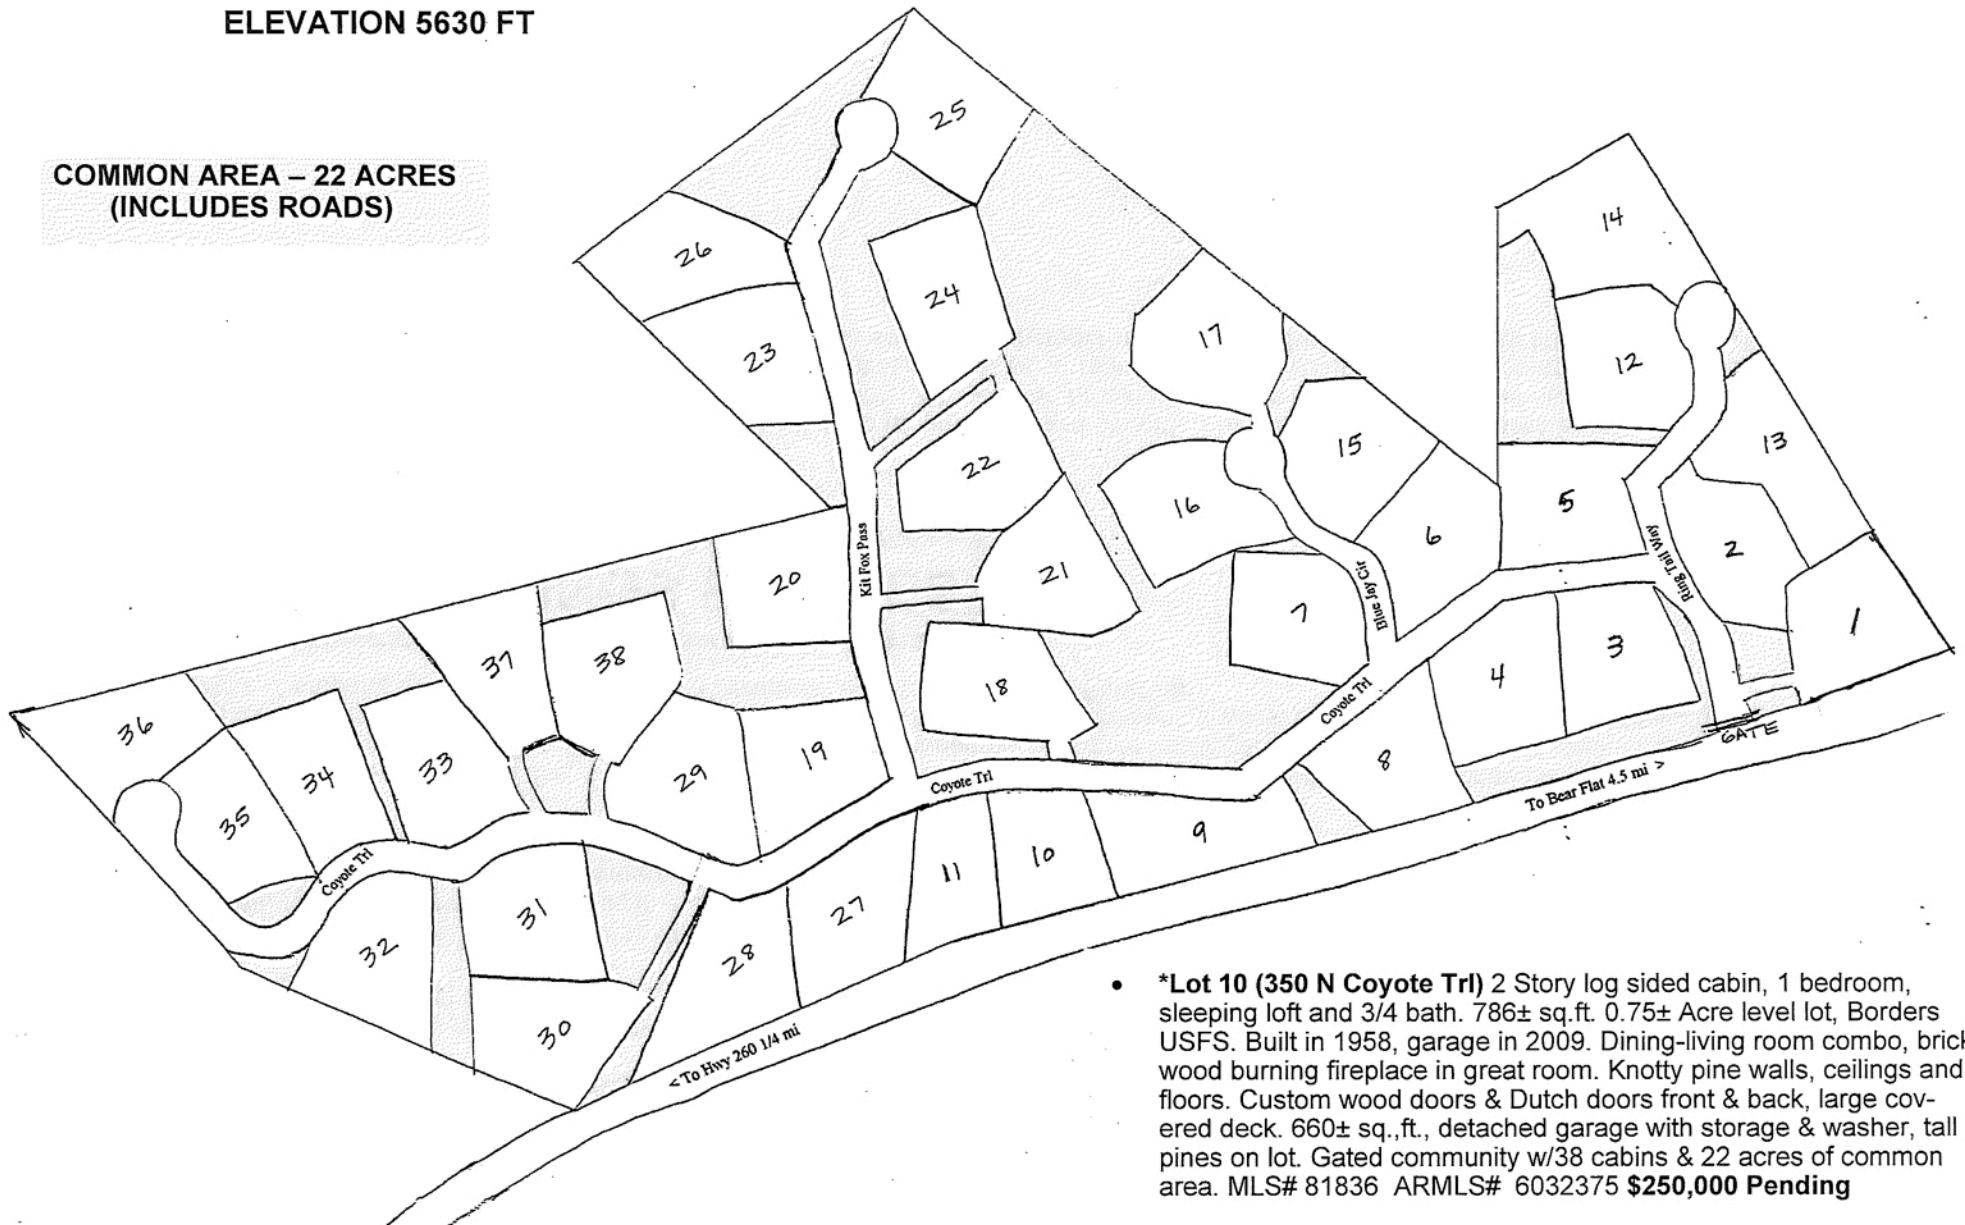 ELEVATION 5630 FT
COMMON AREA – 22 ACRES
(INCLUDES ROADS)
25
14
26
24
17
12
23
13
15
22
16
5
6
2
Kit Fox Pass
Ring Tail Way
20
21
Blue Jay Cir
7
1
37
38
3
18
4
Coyote Trl
36
GATE
19
33
34
29
8
Coyote Trl
To Bear Flat 4.5 mi >
35
9
10
11
Coyote Trl
31
27
32
28
30
< To Hwy 260 1/4 mi
• *Lot 10 (350 N Coyote Trl) 2 Story log sided cabin, 1 bedroom,
sleeping loft and 3/4 bath. 786± sq.ft. 0.75± Acre level lot, Borders
USFS. Built in 1958, garage in 2009. Dining-living room combo, brick
wood burning fireplace in great room. Knotty pine walls, ceilings and
floors. Custom wood doors & Dutch doors front & back, large cov-
ered deck. 660± sq.,ft., detached garage with storage & washer, tall
pines on lot. Gated community w/38 cabins & 22 acres of common
area. MLS# 81836 ARMLS# 6032375 $250,000 Pending